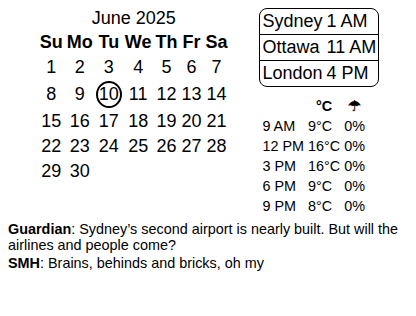 June 2025
Su Mo Tu We Th Fr Sa
1 2 3 4 5 6 7
8 9 10 11 12 13 14
15 16 17 18 19 20 21
22 23 24 25 26 27 28
29 30
Sydney 1 AM
Ottawa 11 AM
London 4 PM
°C ☂
9 AM 9°C 0%
12 PM 16°C 0%
3 PM 16°C 0%
6 PM 9°C 0%
9 PM 8°C 0%
Guardian: Sydney’s second airport is nearly built. But will the
airlines and people come?
SMH: Brains, behinds and bricks, oh my